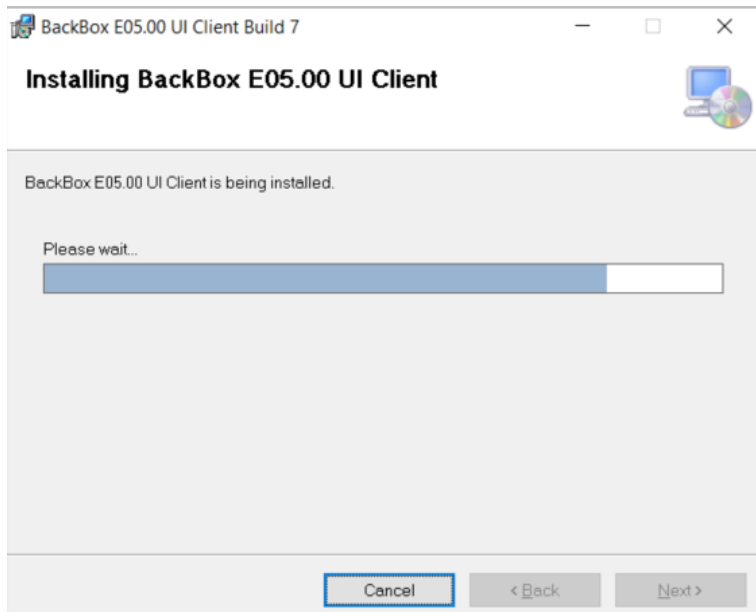 BackBox E05.00 UI Client Build 7
Installing BackBox E05.00 UI Client
BackBox E05.00 UI Client is being installed.
Please wait...
Cancel
< Back
Next >